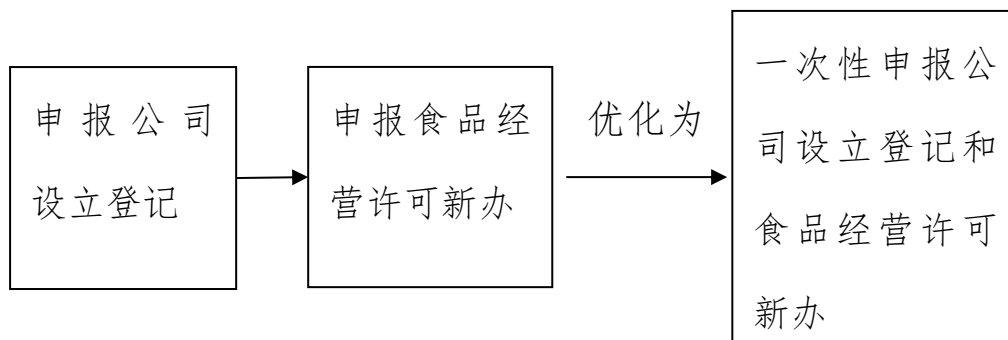 申报公司
设立登记
申报食品经
营许可新办
优化为
一次性申报公
司设立登记和
食品经营许可
新办